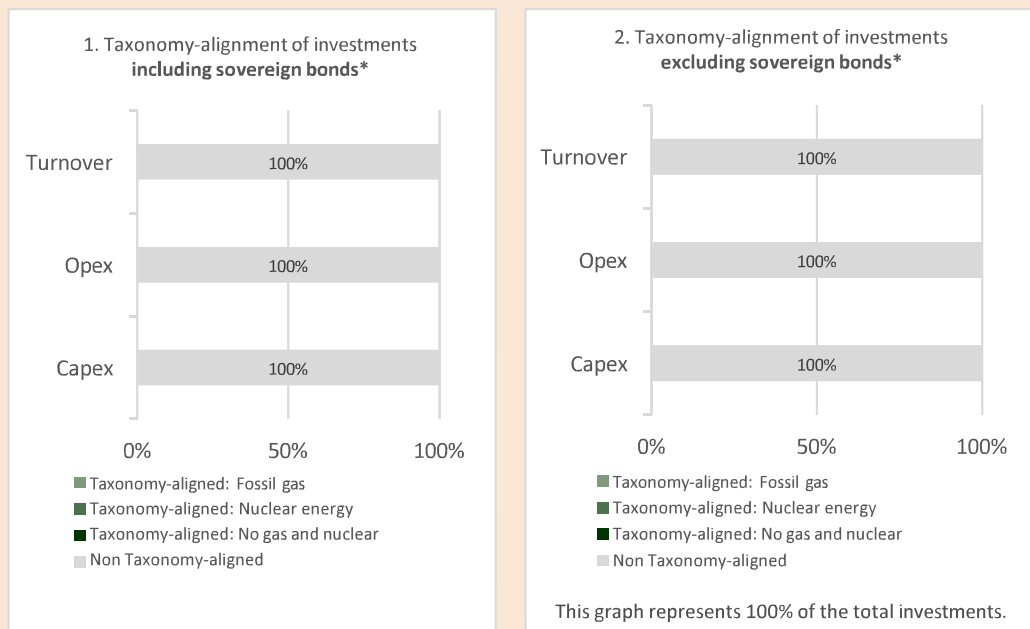 1. Taxonomy-alignment of investments
including sovereign bonds*
Turnover
100%
Opex
100%
Capex
100%
0% 50% 100%
Taxonomy-aligned: Fossil gas
Taxonomy-aligned: Nuclear energy
Taxonomy-aligned: No gas and nuclear
Non Taxonomy-aligned
2. Taxonomy-alignment of investments
excluding sovereign bonds*
Turnover
100%
Opex
100%
Capex
100%
0% 50% 100%
Taxonomy-aligned: Fossil gas
Taxonomy-aligned: Nuclear energy
Taxonomy-aligned: No gas and nuclear
Non Taxonomy-aligned
This graph represents 100% of the total investments.